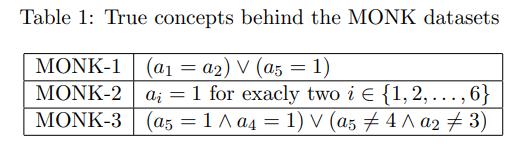 Table 1: True concepts behind the MONK datasets
MONK-1 (a₁ = a₂) ∨ (a₅ = 1)
MONK-2 aᵢ = 1 for exacly two i ∈ {1, 2, . . . , 6}
MONK-3 (a₅ = 1 ∧ a₄ = 1) ∨ (a₅ ≠ 4 ∧ a₂ ≠ 3)